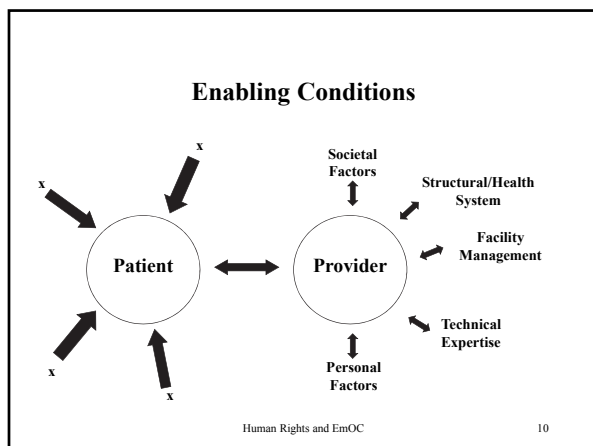 Enabling Conditions
x
x
x
x
Patient
Provider
Societal
Factors
Structural/Health
System
Facility
Management
Technical
Expertise
Personal
Factors
Human Rights and EmOC
10